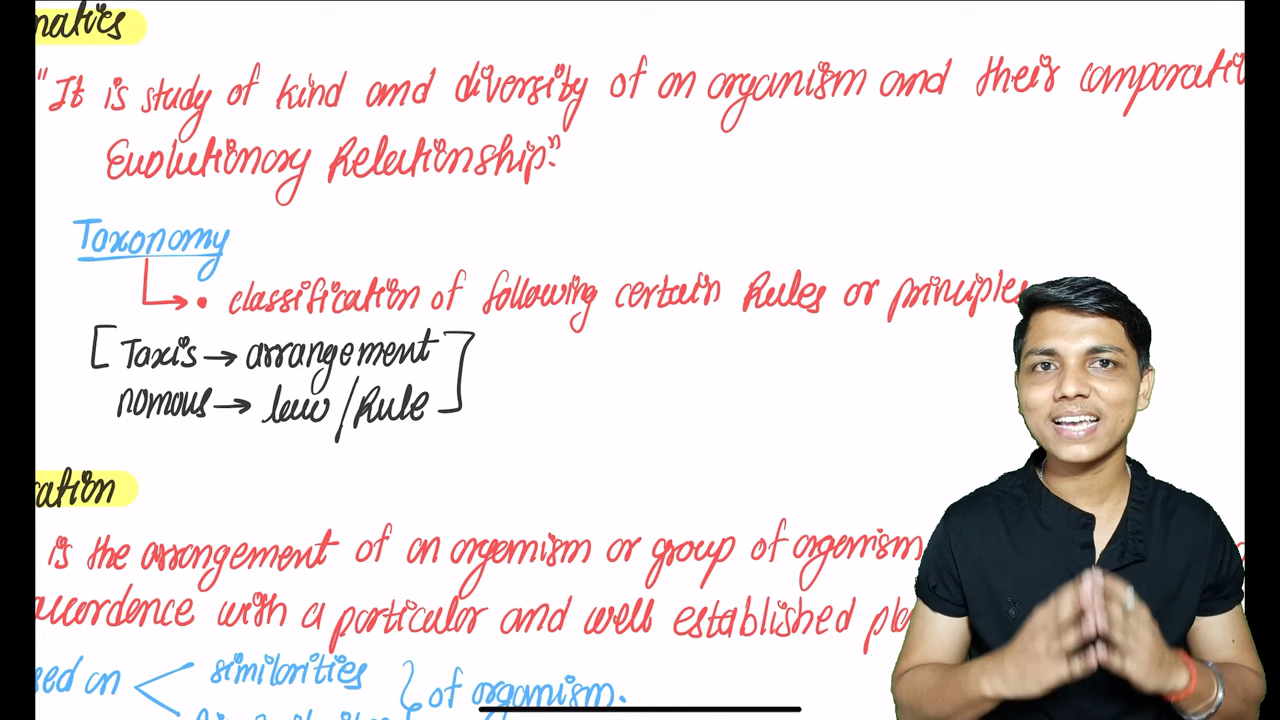 matics
"It is study of kind and diversity of an organism and their comparati
Evolutionary Relationship."
Taxonomy
• classification of following certain Rules or principles
[Taxis → arrangement
nomous → law / Rule]
cation
is the arrangement of an organism or group of organism
accordence with a particular and well established pla
sed on
similarities
} of organism.